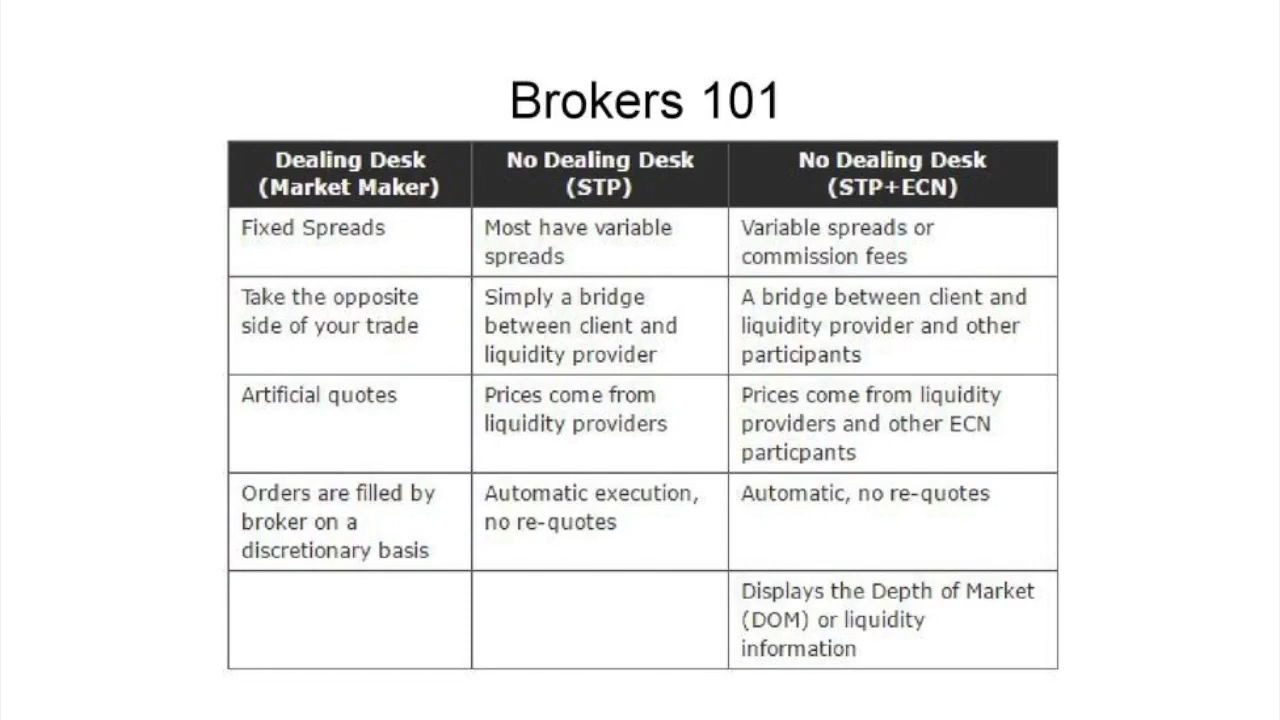 Brokers 101
Dealing Desk
(Market Maker)
No Dealing Desk
(STP)
No Dealing Desk
(STP+ECN)
Fixed Spreads
Most have variable
spreads
Variable spreads or
commission fees
Take the opposite
side of your trade
Simply a bridge
between client and
liquidity provider
A bridge between client and
liquidity provider and other
participants
Artificial quotes
Prices come from
liquidity providers
Prices come from liquidity
providers and other ECN
particpants
Orders are filled by
broker on a
discretionary basis
Automatic execution,
no re-quotes
Automatic, no re-quotes
Displays the Depth of Market
(DOM) or liquidity
information